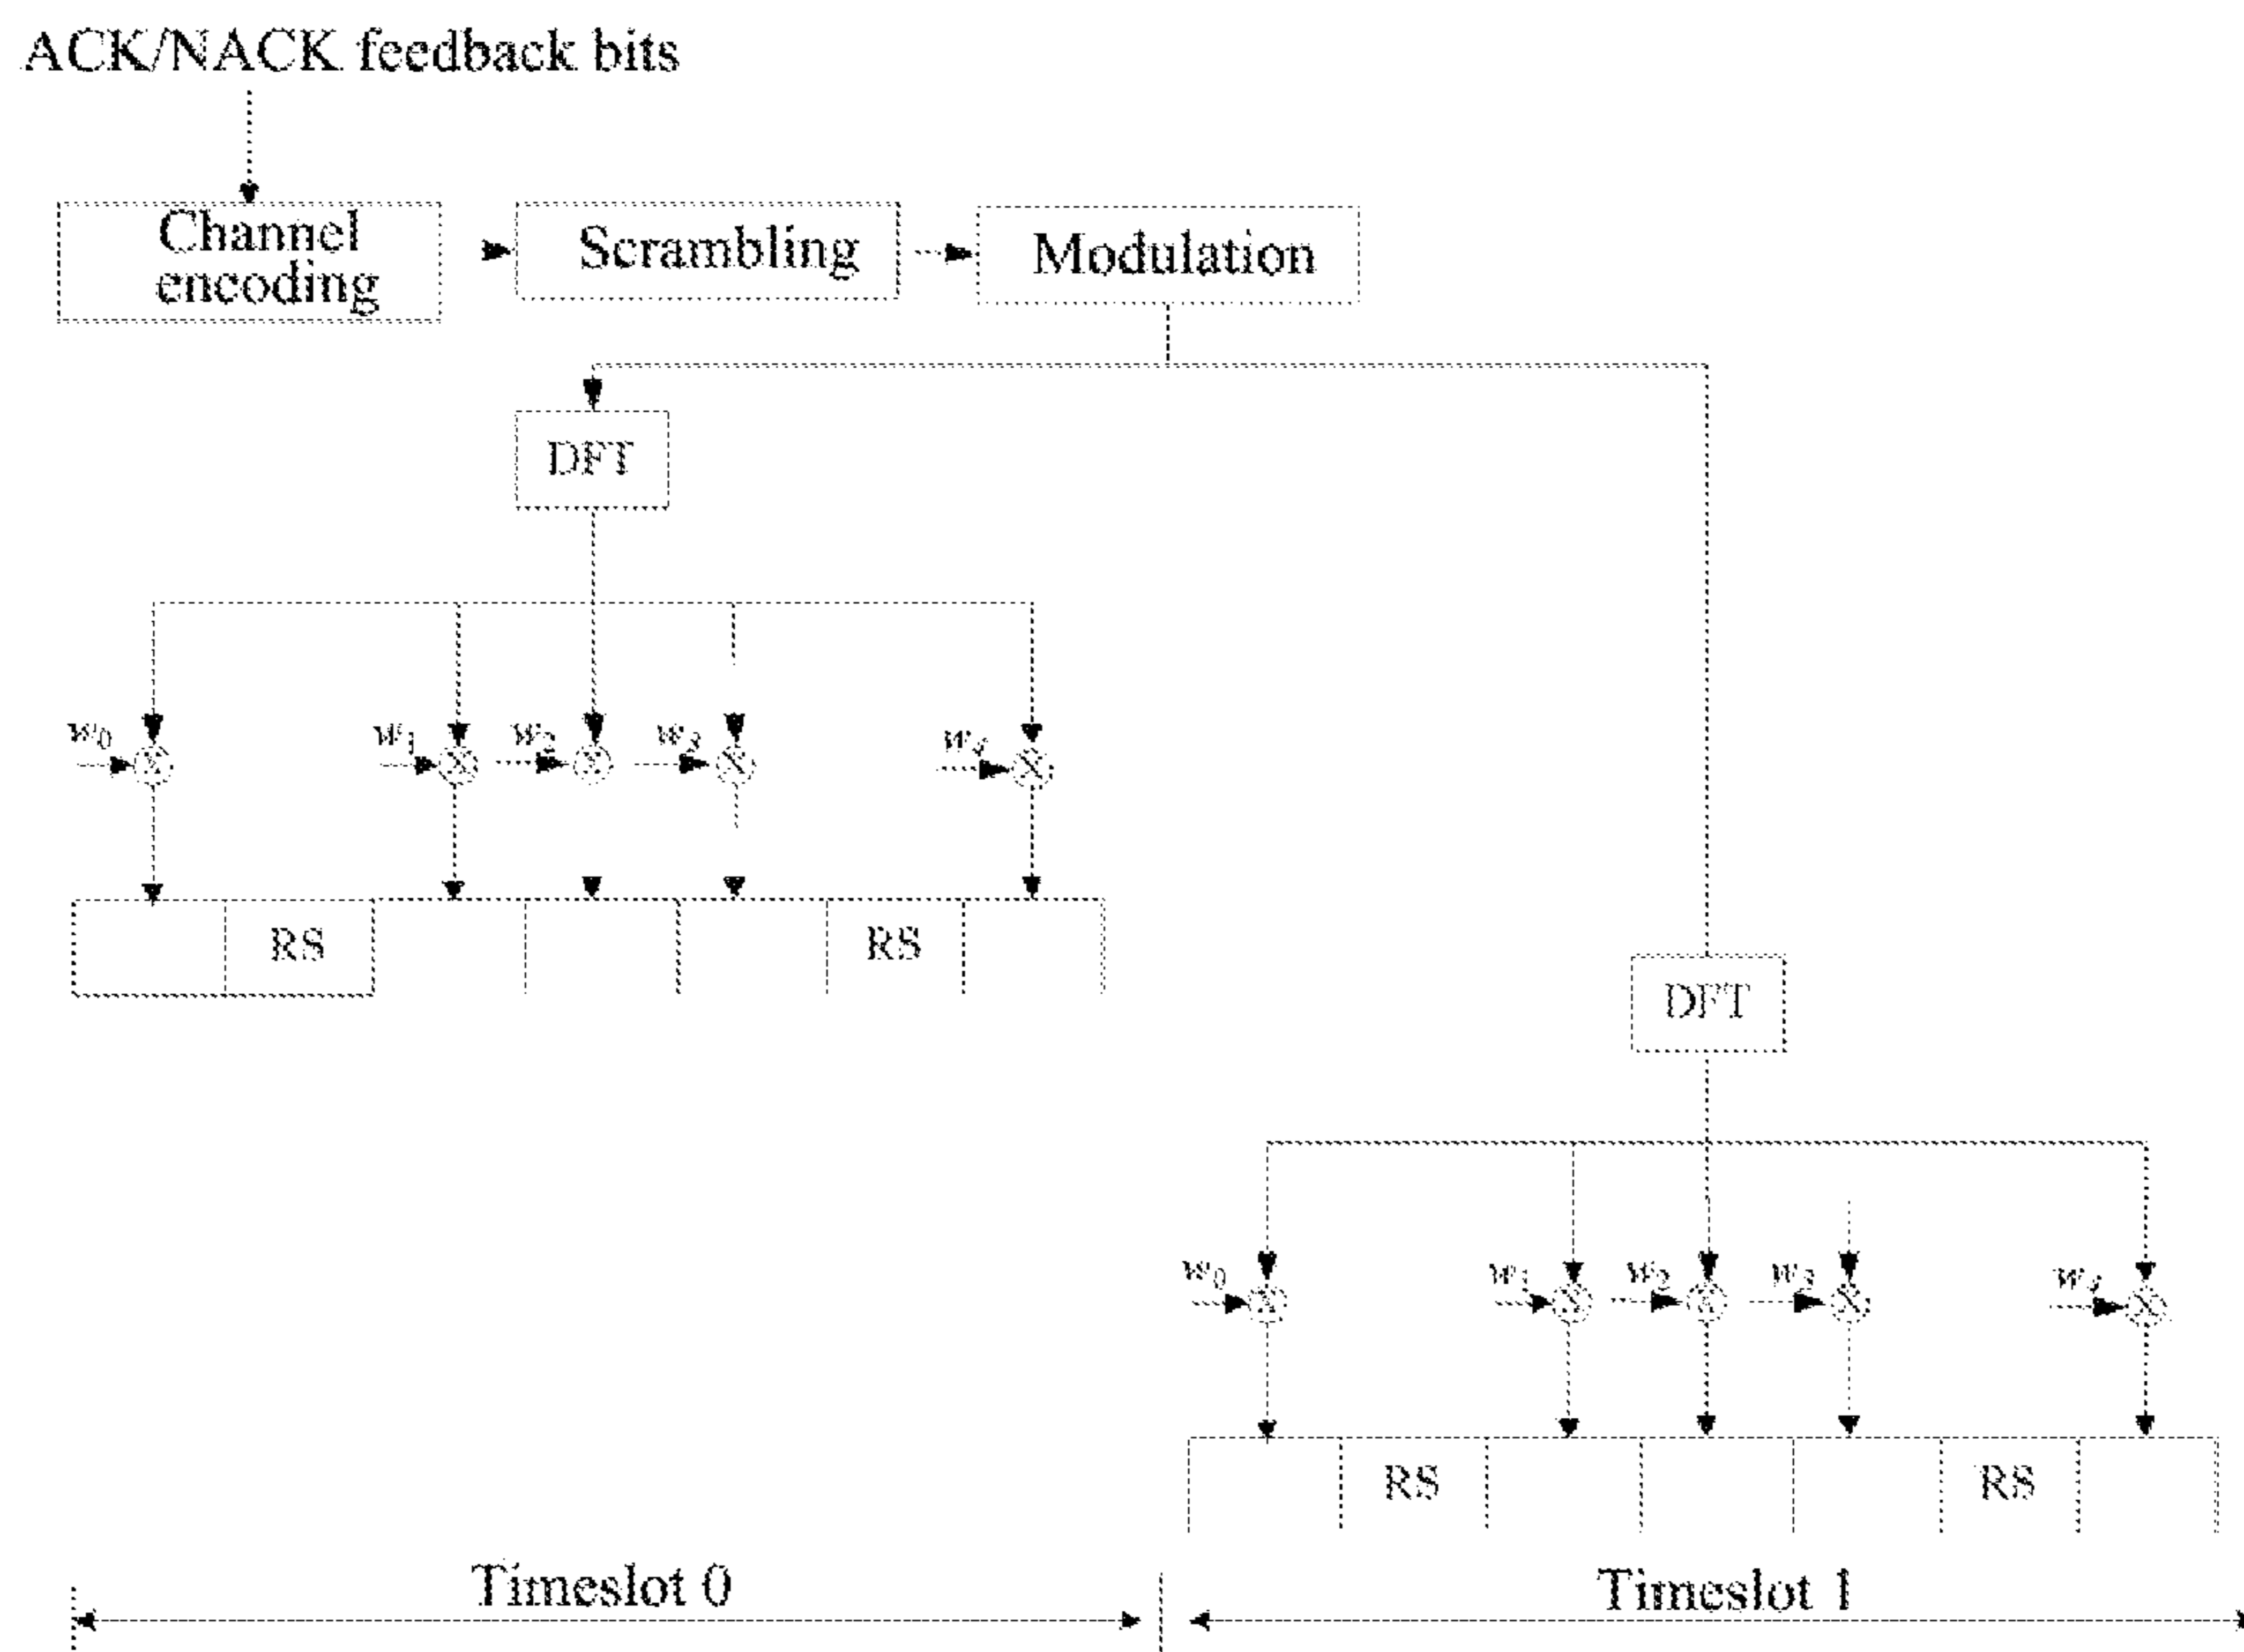 ACK/NACK feedback bits
Channel
encoding
Scrambling
Modulation
DFT
w0 w1 w2 w3 w4
RS RS
DFT
w0 w1 w2 w3 w4
RS RS
Timeslot 0 Timeslot 1